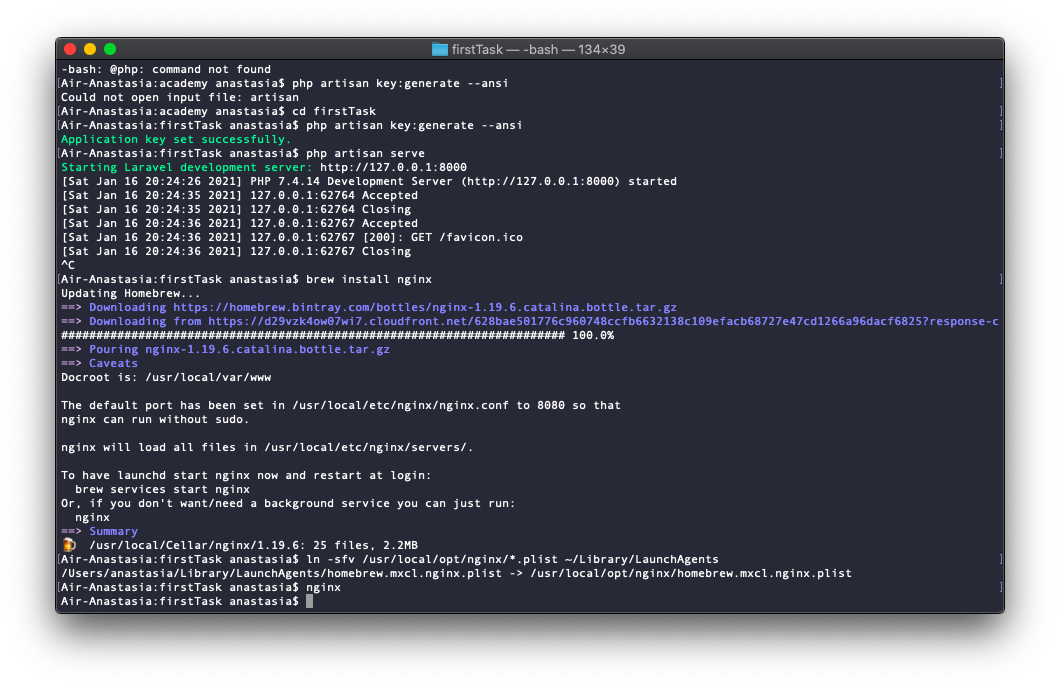 firstTask — -bash — 134×39
-bash: @php: command not found
[Air-Anastasia:academy anastasia$ php artisan key:generate --ansi ]
Could not open input file: artisan
[Air-Anastasia:academy anastasia$ cd firstTask ]
[Air-Anastasia:firstTask anastasia$ php artisan key:generate --ansi ]
Application key set successfully.
[Air-Anastasia:firstTask anastasia$ php artisan serve ]
Starting Laravel development server: http://127.0.0.1:8000
[Sat Jan 16 20:24:26 2021] PHP 7.4.14 Development Server (http://127.0.0.1:8000) started
[Sat Jan 16 20:24:35 2021] 127.0.0.1:62764 Accepted
[Sat Jan 16 20:24:35 2021] 127.0.0.1:62764 Closing
[Sat Jan 16 20:24:36 2021] 127.0.0.1:62767 Accepted
[Sat Jan 16 20:24:36 2021] 127.0.0.1:62767 [200]: GET /favicon.ico
[Sat Jan 16 20:24:36 2021] 127.0.0.1:62767 Closing
^C
[Air-Anastasia:firstTask anastasia$ brew install nginx ]
Updating Homebrew...
==> Downloading https://homebrew.bintray.com/bottles/nginx-1.19.6.catalina.bottle.tar.gz
==> Downloading from https://d29vzk4ow07wi7.cloudfront.net/628bae501776c960748ccfb6632138c109efacb68727e47cd1266a96dacf6825?response-c
######################################################################## 100.0%
==> Pouring nginx-1.19.6.catalina.bottle.tar.gz
==> Caveats
Docroot is: /usr/local/var/www
The default port has been set in /usr/local/etc/nginx/nginx.conf to 8080 so that
nginx can run without sudo.
nginx will load all files in /usr/local/etc/nginx/servers/.
To have launchd start nginx now and restart at login:
brew services start nginx
Or, if you don't want/need a background service you can just run:
nginx
==> Summary
🍺 /usr/local/Cellar/nginx/1.19.6: 25 files, 2.2MB
[Air-Anastasia:firstTask anastasia$ ln -sfv /usr/local/opt/nginx/*.plist ~/Library/LaunchAgents ]
/Users/anastasia/Library/LaunchAgents/homebrew.mxcl.nginx.plist -> /usr/local/opt/nginx/homebrew.mxcl.nginx.plist
[Air-Anastasia:firstTask anastasia$ nginx ]
Air-Anastasia:firstTask anastasia$